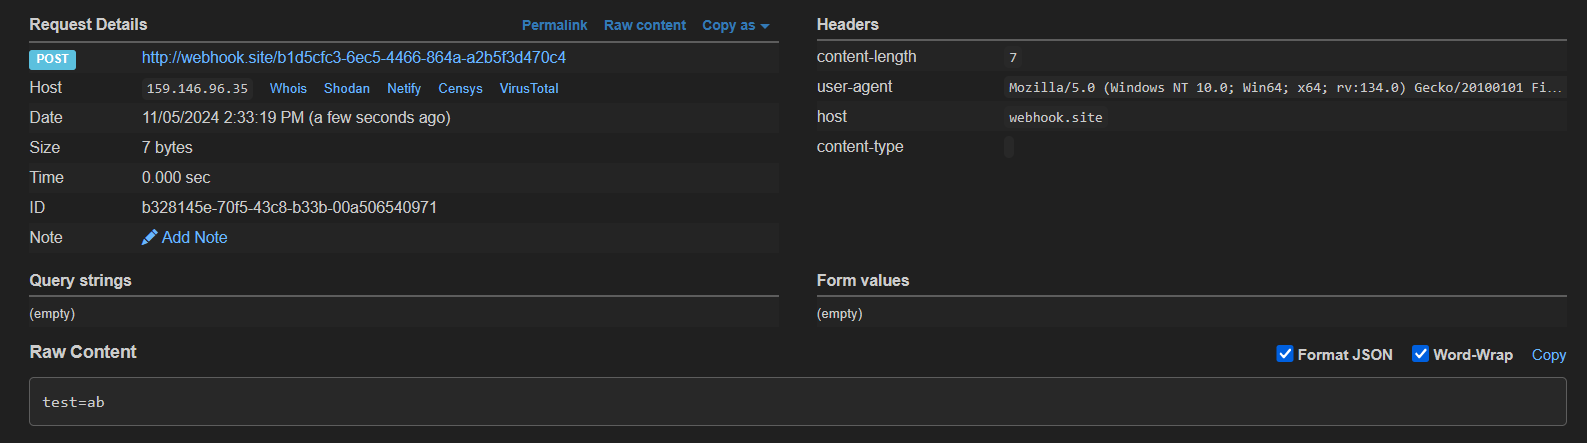 Request Details Permalink Raw content Copy as
POST http://webhook.site/b1d5cfc3-6ec5-4466-864a-a2b5f3d470c4
Host 159.146.96.35 Whois Shodan Netify Censys VirusTotal
Date 11/05/2024 2:33:19 PM (a few seconds ago)
Size 7 bytes
Time 0.000 sec
ID b328145e-70f5-43c8-b33b-00a506540971
Note Add Note
Headers
content-length 7
user-agent Mozilla/5.0 (Windows NT 10.0; Win64; x64; rv:134.0) Gecko/20100101 Fi...
host webhook.site
content-type
Query strings
(empty)
Form values
(empty)
Raw Content Format JSON Word-Wrap Copy
test=ab